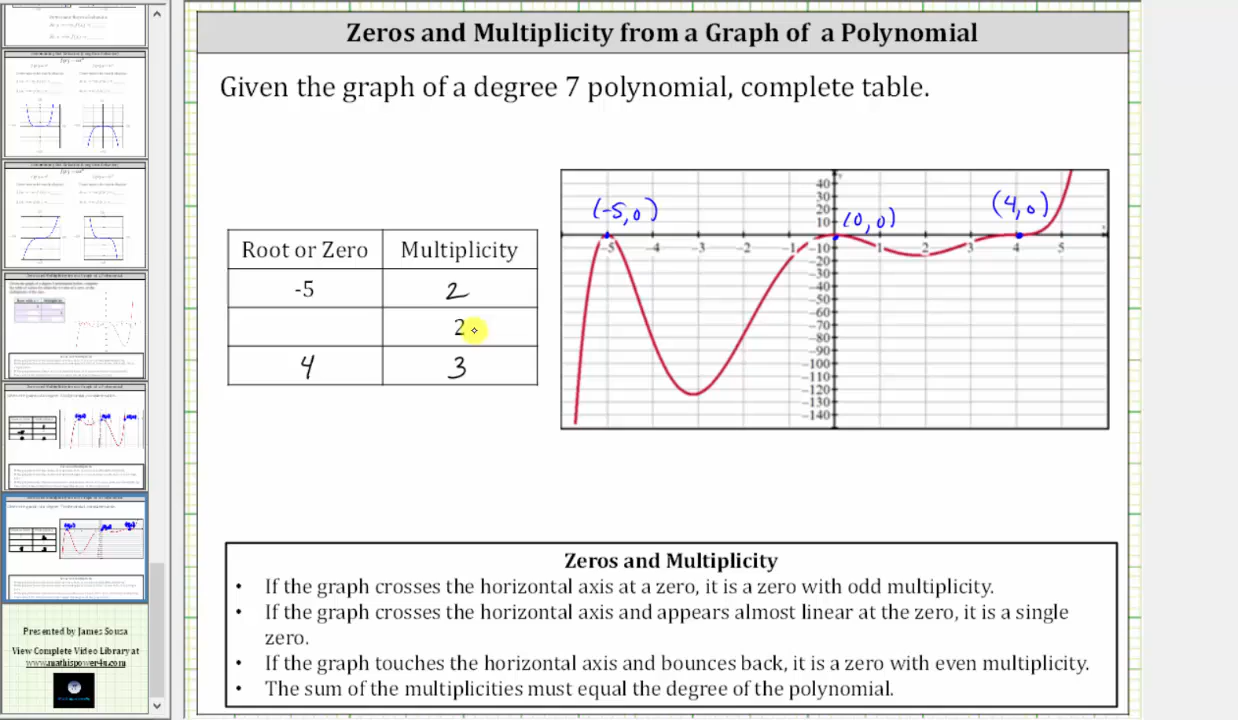 Zeros and Multiplicity from a Graph of a Polynomial
Given the graph of a degree 7 polynomial, complete table.
Root or Zero Multiplicity
-5 2
2
4 3
(-5,0) (0,0) (4,0)
y
40
30
20
10
-5 -4 -3 -2 -1 1 2 3 4 5
x
-10
-20
-30
-40
-50
-60
-70
-80
-90
-100
-110
-120
-130
-140
Zeros and Multiplicity
• If the graph crosses the horizontal axis at a zero, it is a zero with odd multiplicity.
• If the graph crosses the horizontal axis and appears almost linear at the zero, it is a single
zero.
• If the graph touches the horizontal axis and bounces back, it is a zero with even multiplicity.
• The sum of the multiplicities must equal the degree of the polynomial.
Presented by James Sousa
View Complete Video Library at
www.mathispower4u.com